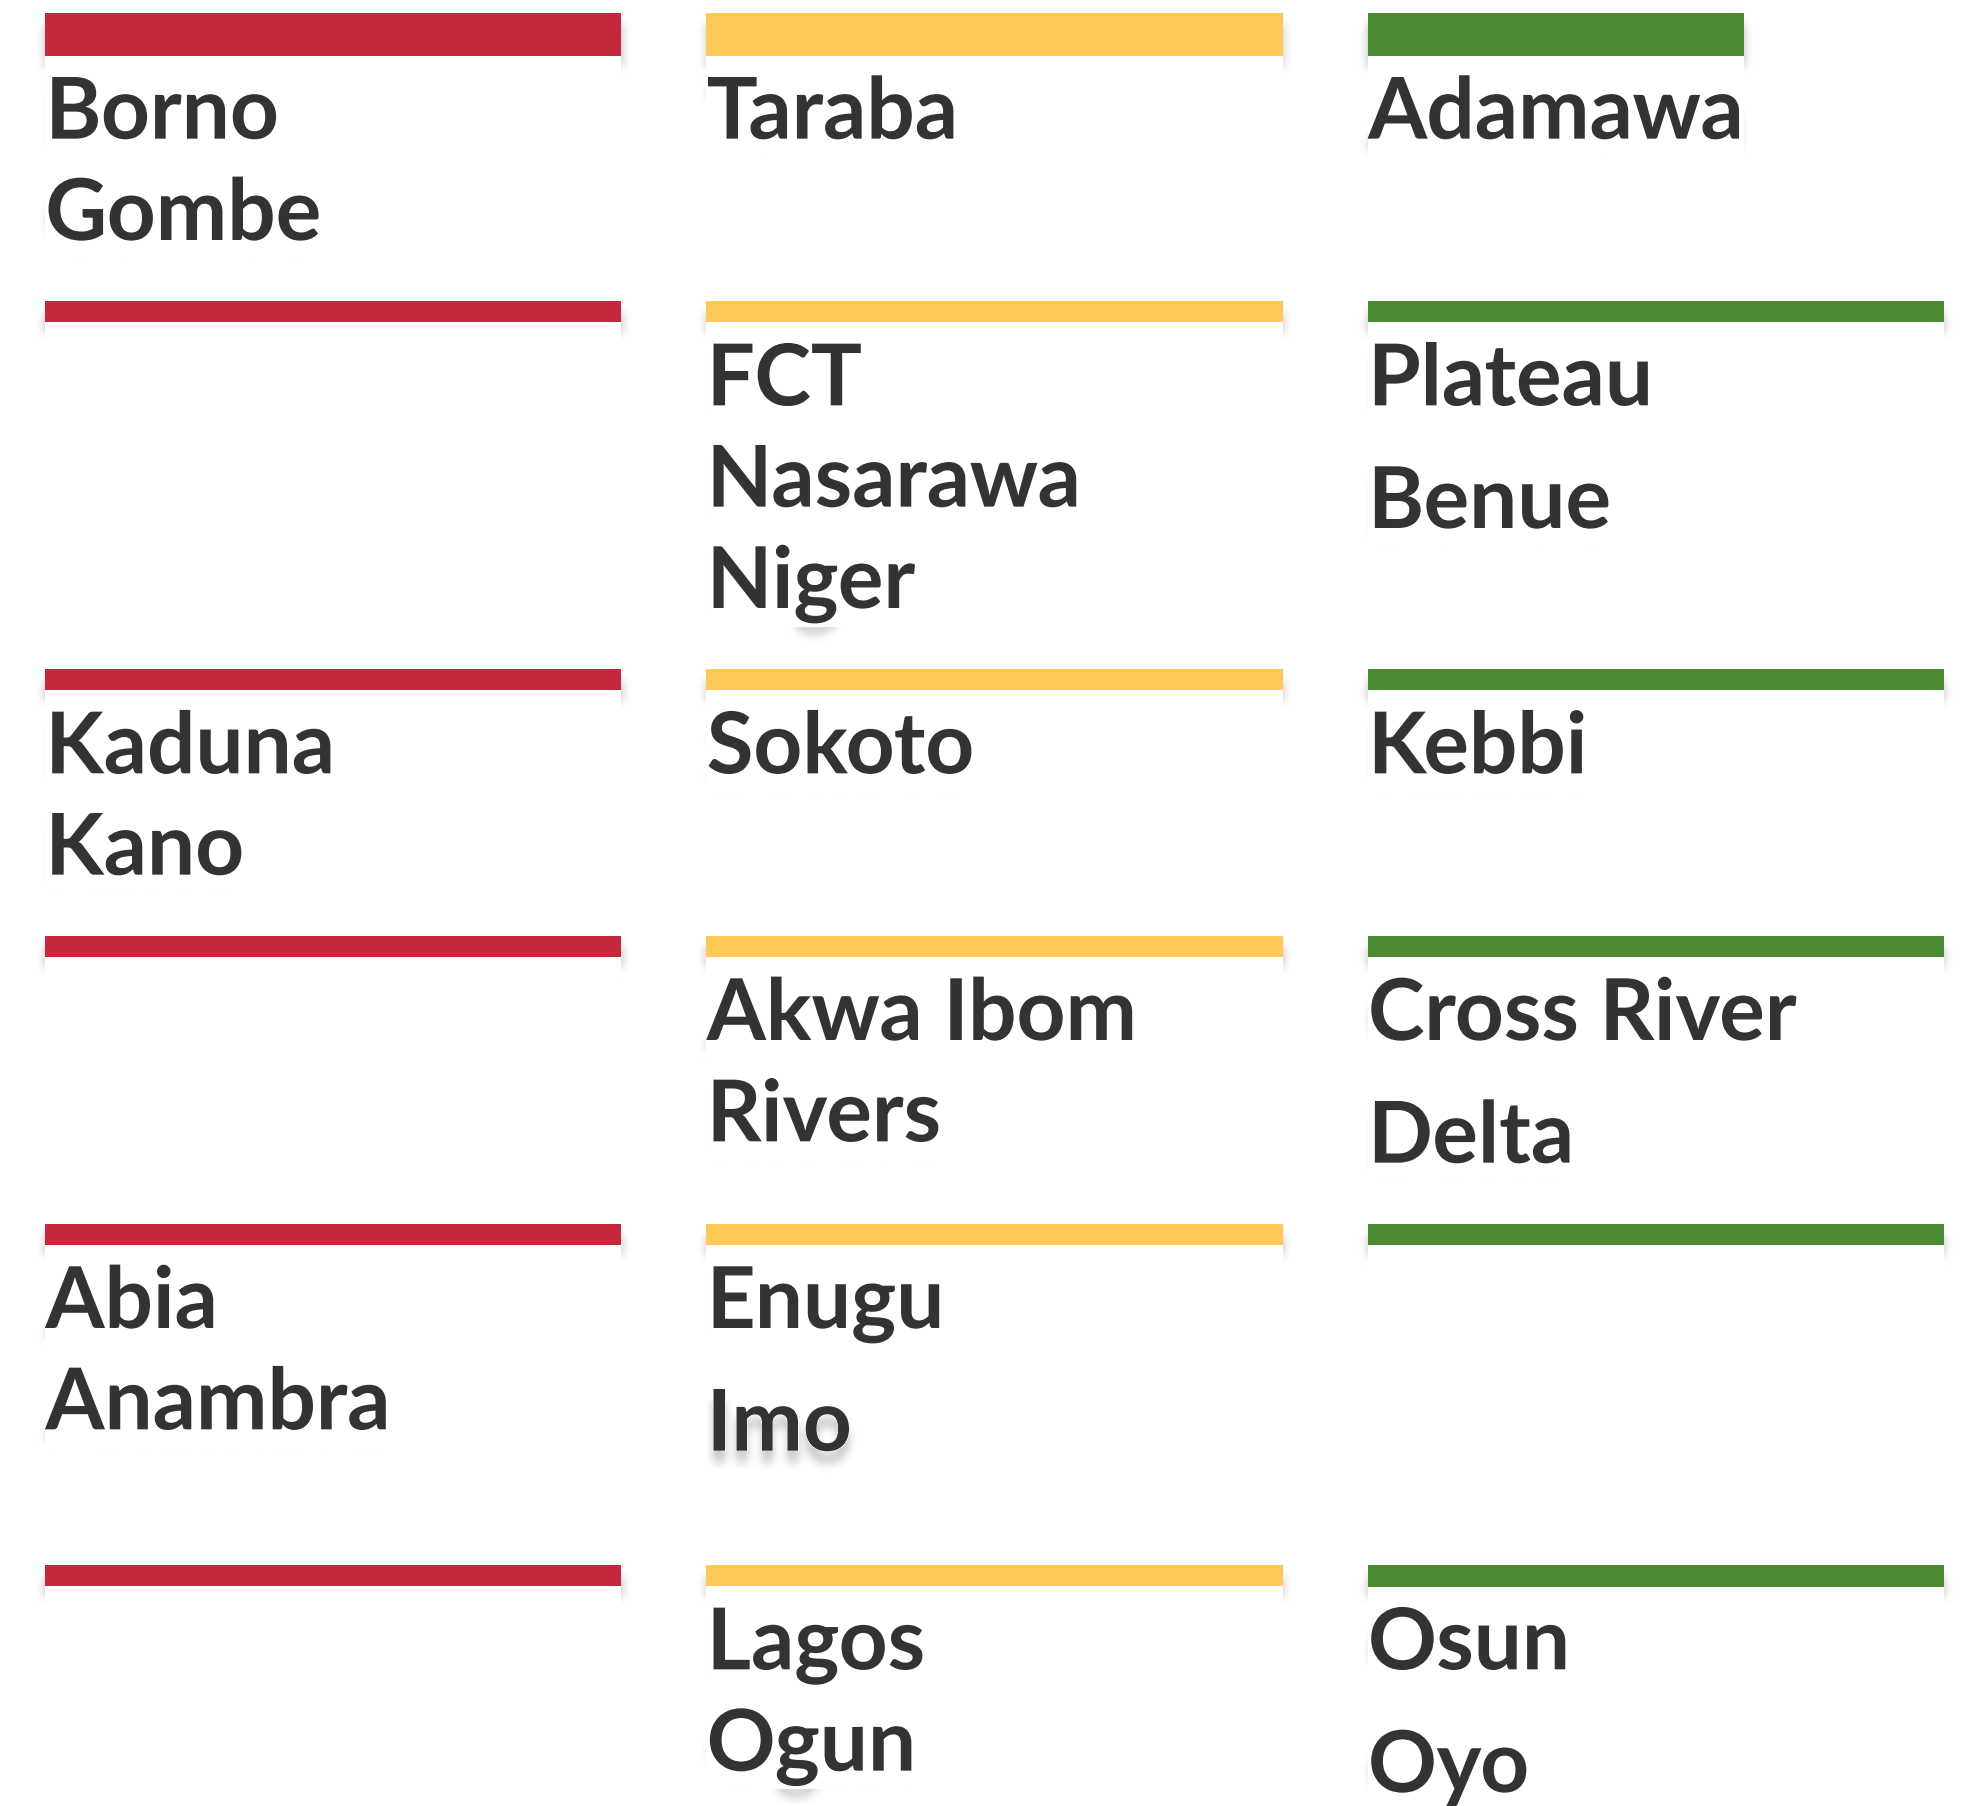 Borno
Gombe
Taraba
Adamawa
FCT
Nasarawa
Niger
Plateau
Benue
Kaduna
Kano
Sokoto
Kebbi
Akwa Ibom
Rivers
Cross River
Delta
Abia
Anambra
Enugu
Imo
Lagos
Ogun
Osun
Oyo